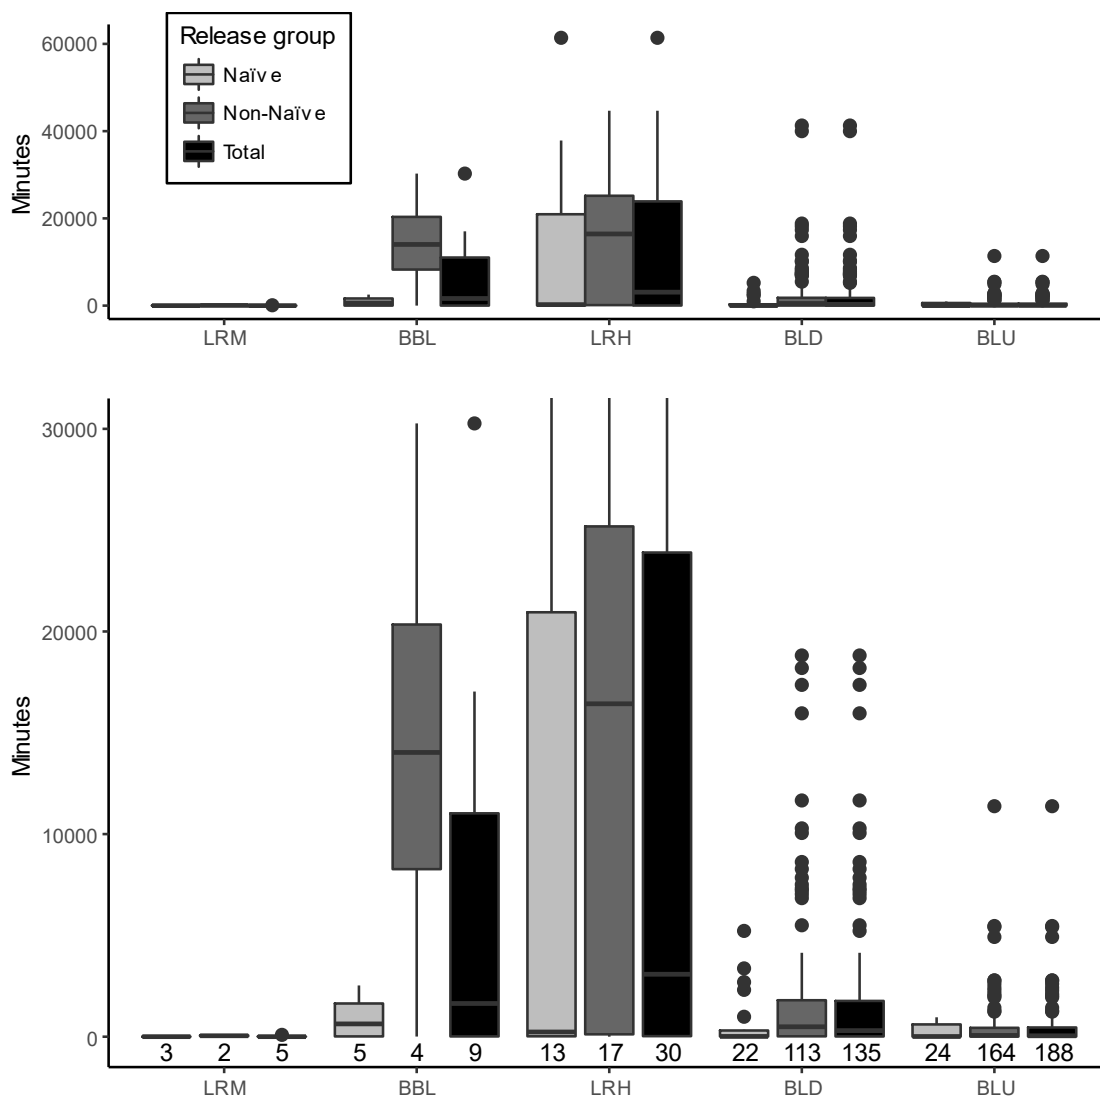 60000
40000
20000
0
Minutes
Release group
Naïve
Non-Naïve
Total
LRM BBL LRH BLD BLU
30000
20000
10000
0
Minutes
3 2 5 5 4 9 13 17 30 22 113 135 24 164 188
LRM BBL LRH BLD BLU